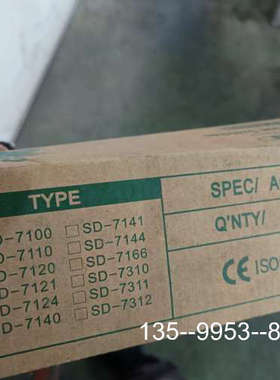 TYPE
SPEC/ A
D-7100 SD-7141
D-7110 SD-7144
D-7120 SD-7166
D-7121 SD-7310
D-7124 SD-7311
D-7140 SD-7312
Q'NTY/
CE ISO
135--9953--8